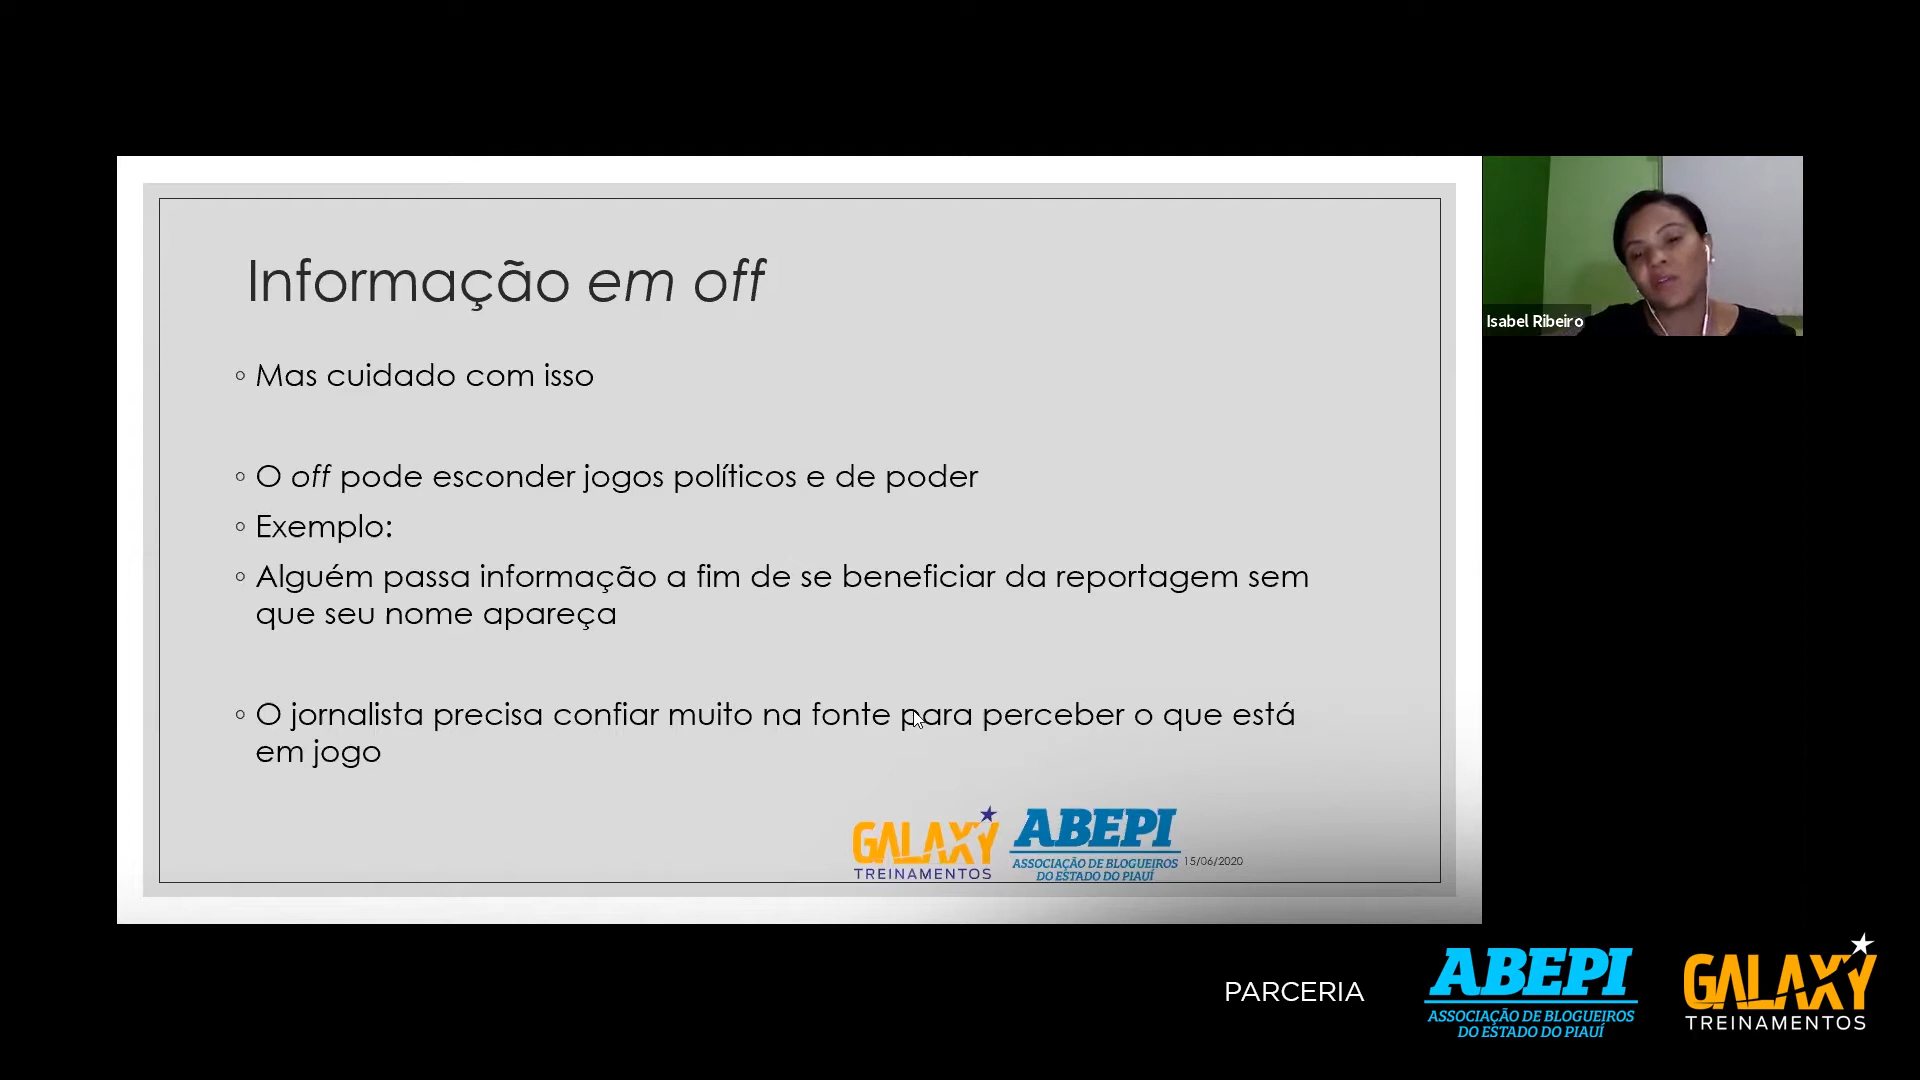 Informação em off
Mas cuidado com isso
O off pode esconder jogos políticos e de poder
Exemplo:
Alguém passa informação a fim de se beneficiar da reportagem sem
que seu nome apareça
O jornalista precisa confiar muito na fonte para perceber o que está
em jogo
GALAXY
TREINAMENTOS
ABEPI
ASSOCIAÇÃO DE BLOGUEIROS
DO ESTADO DO PIAUÍ
15/06/2020
Isabel Ribeiro
PARCERIA
ABEPI
ASSOCIAÇÃO DE BLOGUEIROS
DO ESTADO DO PIAUÍ
GALAXY
TREINAMENTOS